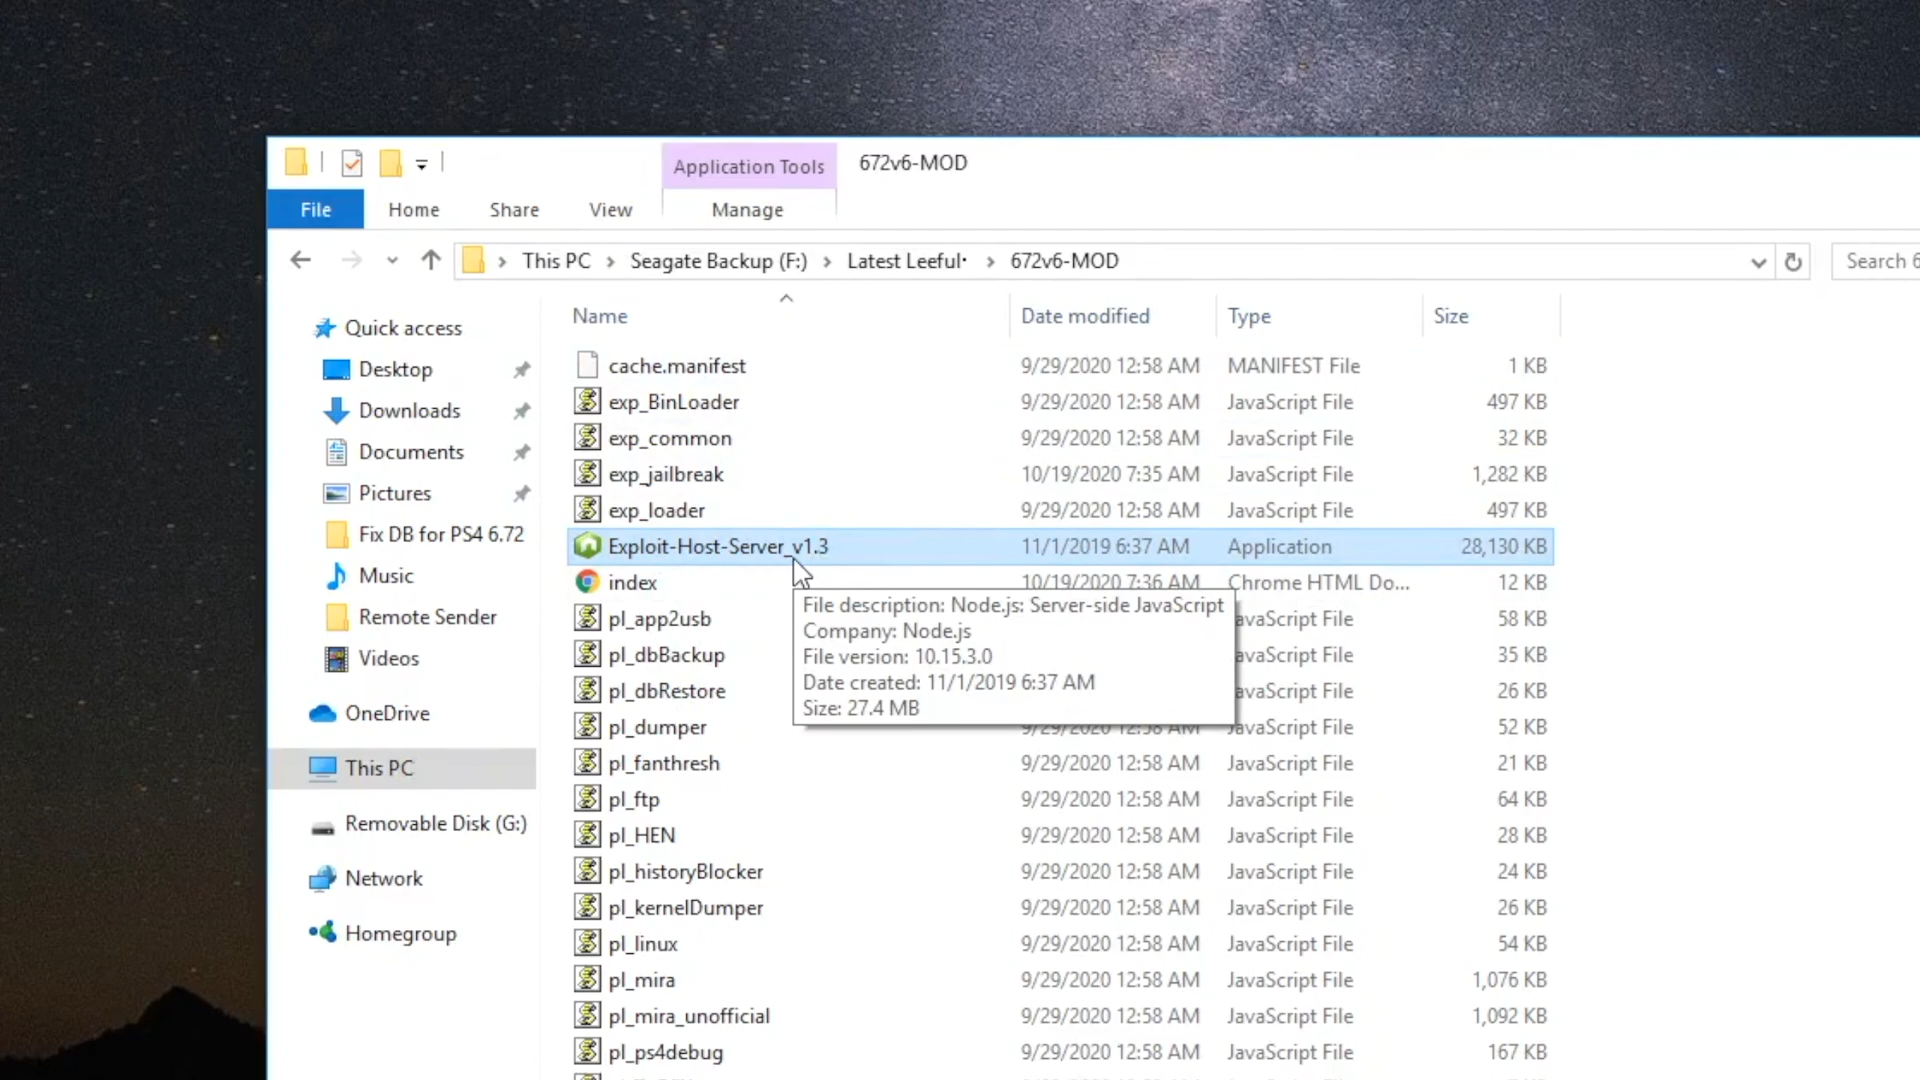 Application Tools
672v6-MOD
File
Home
Share
View
Manage
This PC
Seagate Backup (F:)
Latest Leeful·
672v6-MOD
Search 6
Name
Date modified
Type
Size
Quick access
Desktop
Downloads
Documents
Pictures
Fix DB for PS4 6.72
Music
Remote Sender
Videos
OneDrive
This PC
Removable Disk (G:)
Network
Homegroup
cache.manifest 9/29/2020 12:58 AM MANIFEST File 1 KB
exp_BinLoader 9/29/2020 12:58 AM JavaScript File 497 KB
exp_common 9/29/2020 12:58 AM JavaScript File 32 KB
exp_jailbreak 10/19/2020 7:35 AM JavaScript File 1,282 KB
exp_loader 9/29/2020 12:58 AM JavaScript File 497 KB
Exploit-Host-Server_v1.3 11/1/2019 6:37 AM Application 28,130 KB
index 10/19/2020 7:36 AM Chrome HTML Do... 12 KB
File description: Node.js: Server-side JavaScript
Company: Node.js
File version: 10.15.3.0
Date created: 11/1/2019 6:37 AM
Size: 27.4 MB
pl_app2usb avaScript File 58 KB
pl_dbBackup avaScript File 35 KB
pl_dbRestore avaScript File 26 KB
pl_dumper 9/29/2020 12:58 AM JavaScript File 52 KB
pl_fanthresh 9/29/2020 12:58 AM JavaScript File 21 KB
pl_ftp 9/29/2020 12:58 AM JavaScript File 64 KB
pl_HEN 9/29/2020 12:58 AM JavaScript File 28 KB
pl_historyBlocker 9/29/2020 12:58 AM JavaScript File 24 KB
pl_kernelDumper 9/29/2020 12:58 AM JavaScript File 26 KB
pl_linux 9/29/2020 12:58 AM JavaScript File 54 KB
pl_mira 9/29/2020 12:58 AM JavaScript File 1,076 KB
pl_mira_unofficial 9/29/2020 12:58 AM JavaScript File 1,092 KB
pl_ps4debug 9/29/2020 12:58 AM JavaScript File 167 KB